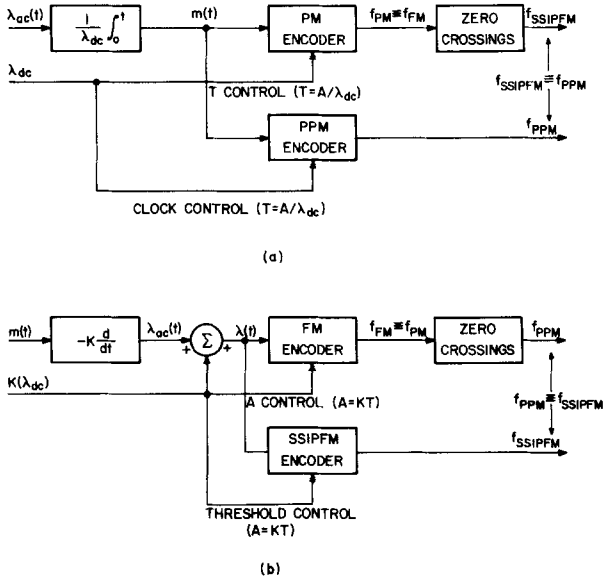 λac(t)
1/λdc ∫₀ᵗ
m(t)
PM
ENCODER
fPM≡fFM
ZERO
CROSSINGS
fSSIPFM
λdc
T CONTROL (T=A/λdc)
fSSIPFM≡fPPM
PPM
ENCODER
fPPM
CLOCK CONTROL (T=A/λdc)
(a)
m(t)
-K d/dt
λac(t)
+
Σ
+
+
λ(t)
FM
ENCODER
fFM≡fPM
ZERO
CROSSINGS
fPPM
K(λdc)
A CONTROL (A=KT)
fPPM≡fSSIPFM
SSIPFM
ENCODER
fSSIPFM
THRESHOLD CONTROL
(A=KT)
(b)